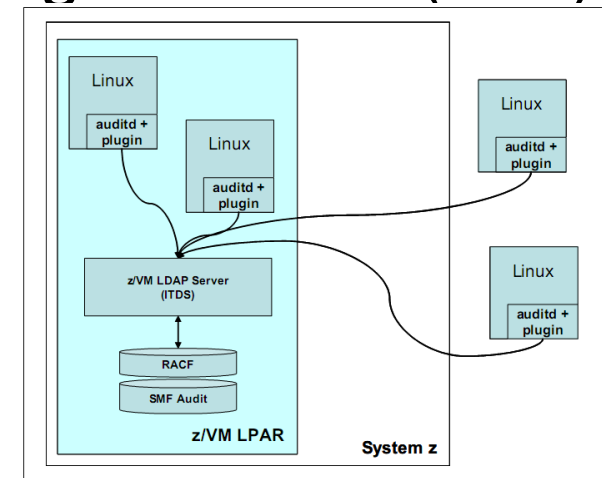 Linux
auditd +
plugin
Linux
auditd +
plugin
Linux
auditd +
plugin
Linux
auditd +
plugin
z/VM LDAP Server
(ITDS)
RACF
SMF Audit
z/VM LPAR
System z